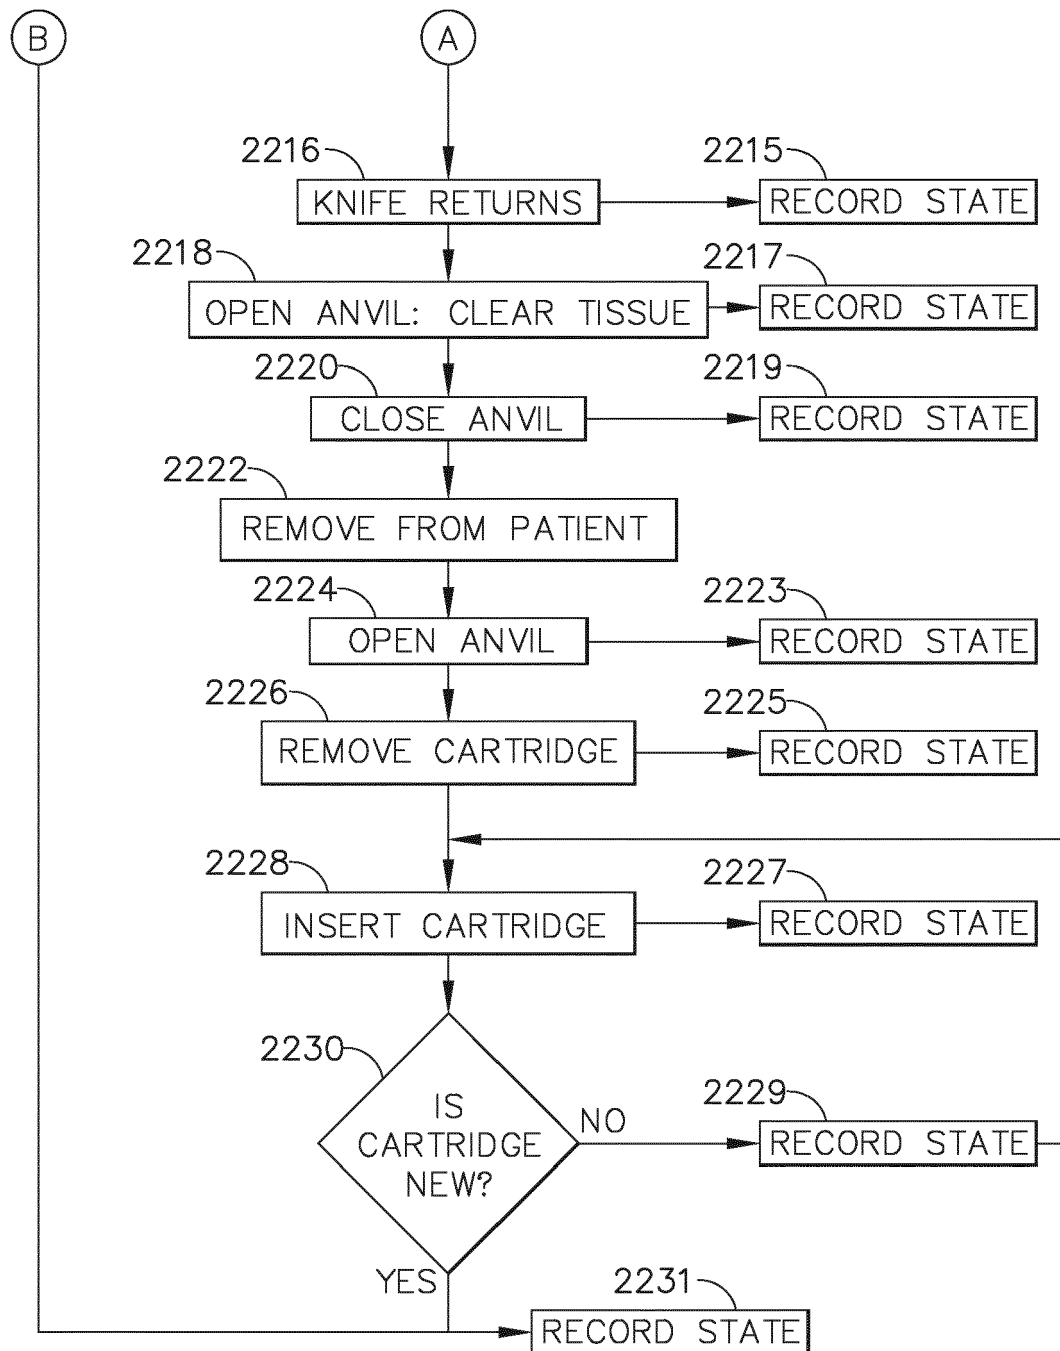 B
A
2216
2215
KNIFE RETURNS
RECORD STATE
2218
2217
OPEN ANVIL: CLEAR TISSUE
RECORD STATE
2220
2219
CLOSE ANVIL
RECORD STATE
2222
REMOVE FROM PATIENT
2224
2223
OPEN ANVIL
RECORD STATE
2226
2225
REMOVE CARTRIDGE
RECORD STATE
2228
2227
INSERT CARTRIDGE
RECORD STATE
2230
2229
IS
CARTRIDGE
NEW?
NO
RECORD STATE
YES
2231
RECORD STATE